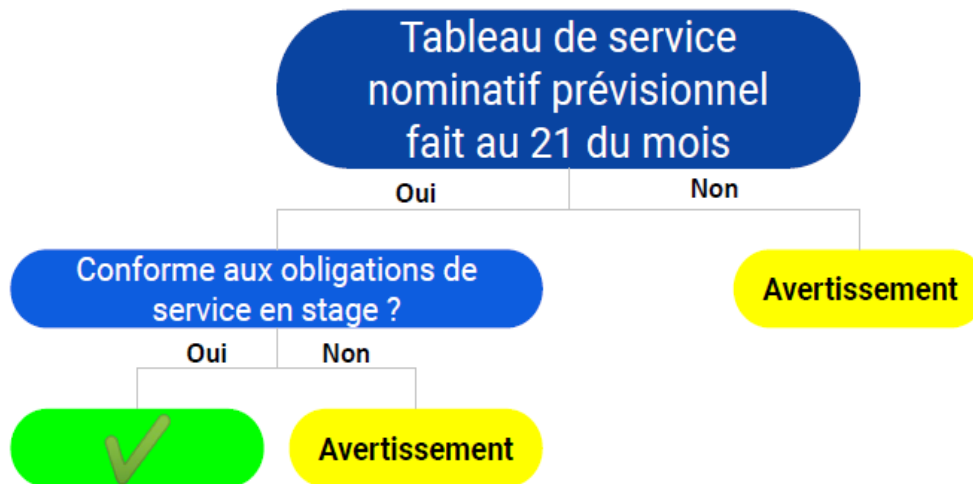 Tableau de service
nominatif prévisionnel
fait au 21 du mois
Oui
Non
Conforme aux obligations de
service en stage ?
Avertissement
Oui
Non
Avertissement